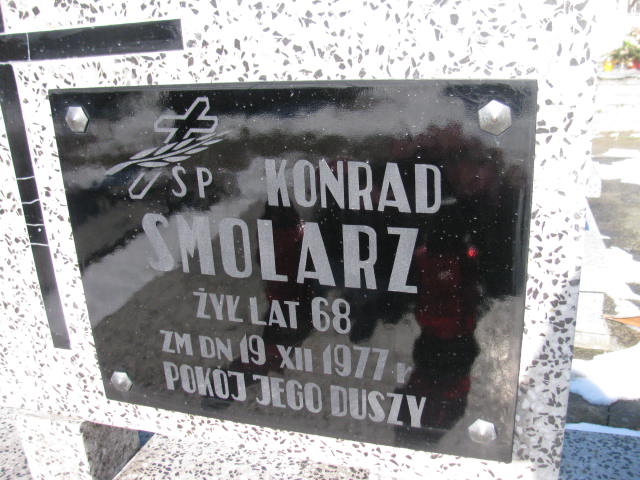 ŚP KONRAD
SMOLARZ
ŻYŁ LAT 68
ZM DN 19 XII 1977 r
POKÓJ JEGO DUSZY